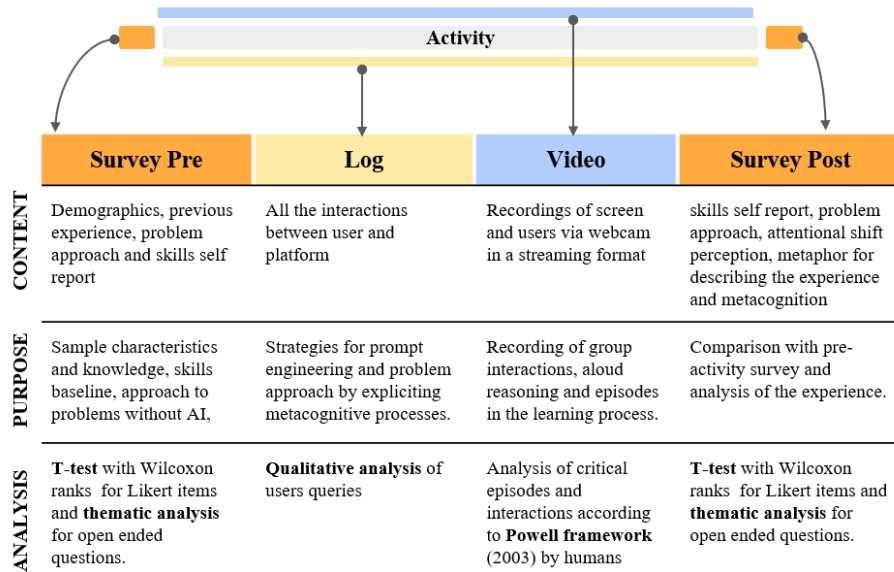 Activity
Survey Pre
Log
Video
Survey Post
CONTENT
Demographics, previous
experience, problem
approach and skills self
report
All the interactions
between user and
platform
Recordings of screen
and users via webcam
in a streaming format
skills self report, problem
approach, attentional shift
perception, metaphor for
describing the experience
and metacognition
PURPOSE
Sample characteristics
and knowledge, skills
baseline, approach to
problems without AI,
Strategies for prompt
engineering and problem
approach by expliciting
metacognitive processes.
Recording of group
interactions, aloud
reasoning and episodes
in the learning process.
Comparison with pre-
activity survey and
analysis of the experience.
ANALYSIS
T-test with Wilcoxon
ranks for Likert items
and thematic analysis
for open ended
questions.
Qualitative analysis of
users queries
Analysis of critical
episodes and
interactions according
to Powell framework
(2003) by humans
T-test with Wilcoxon
ranks for Likert items and
thematic analysis for
open ended questions.